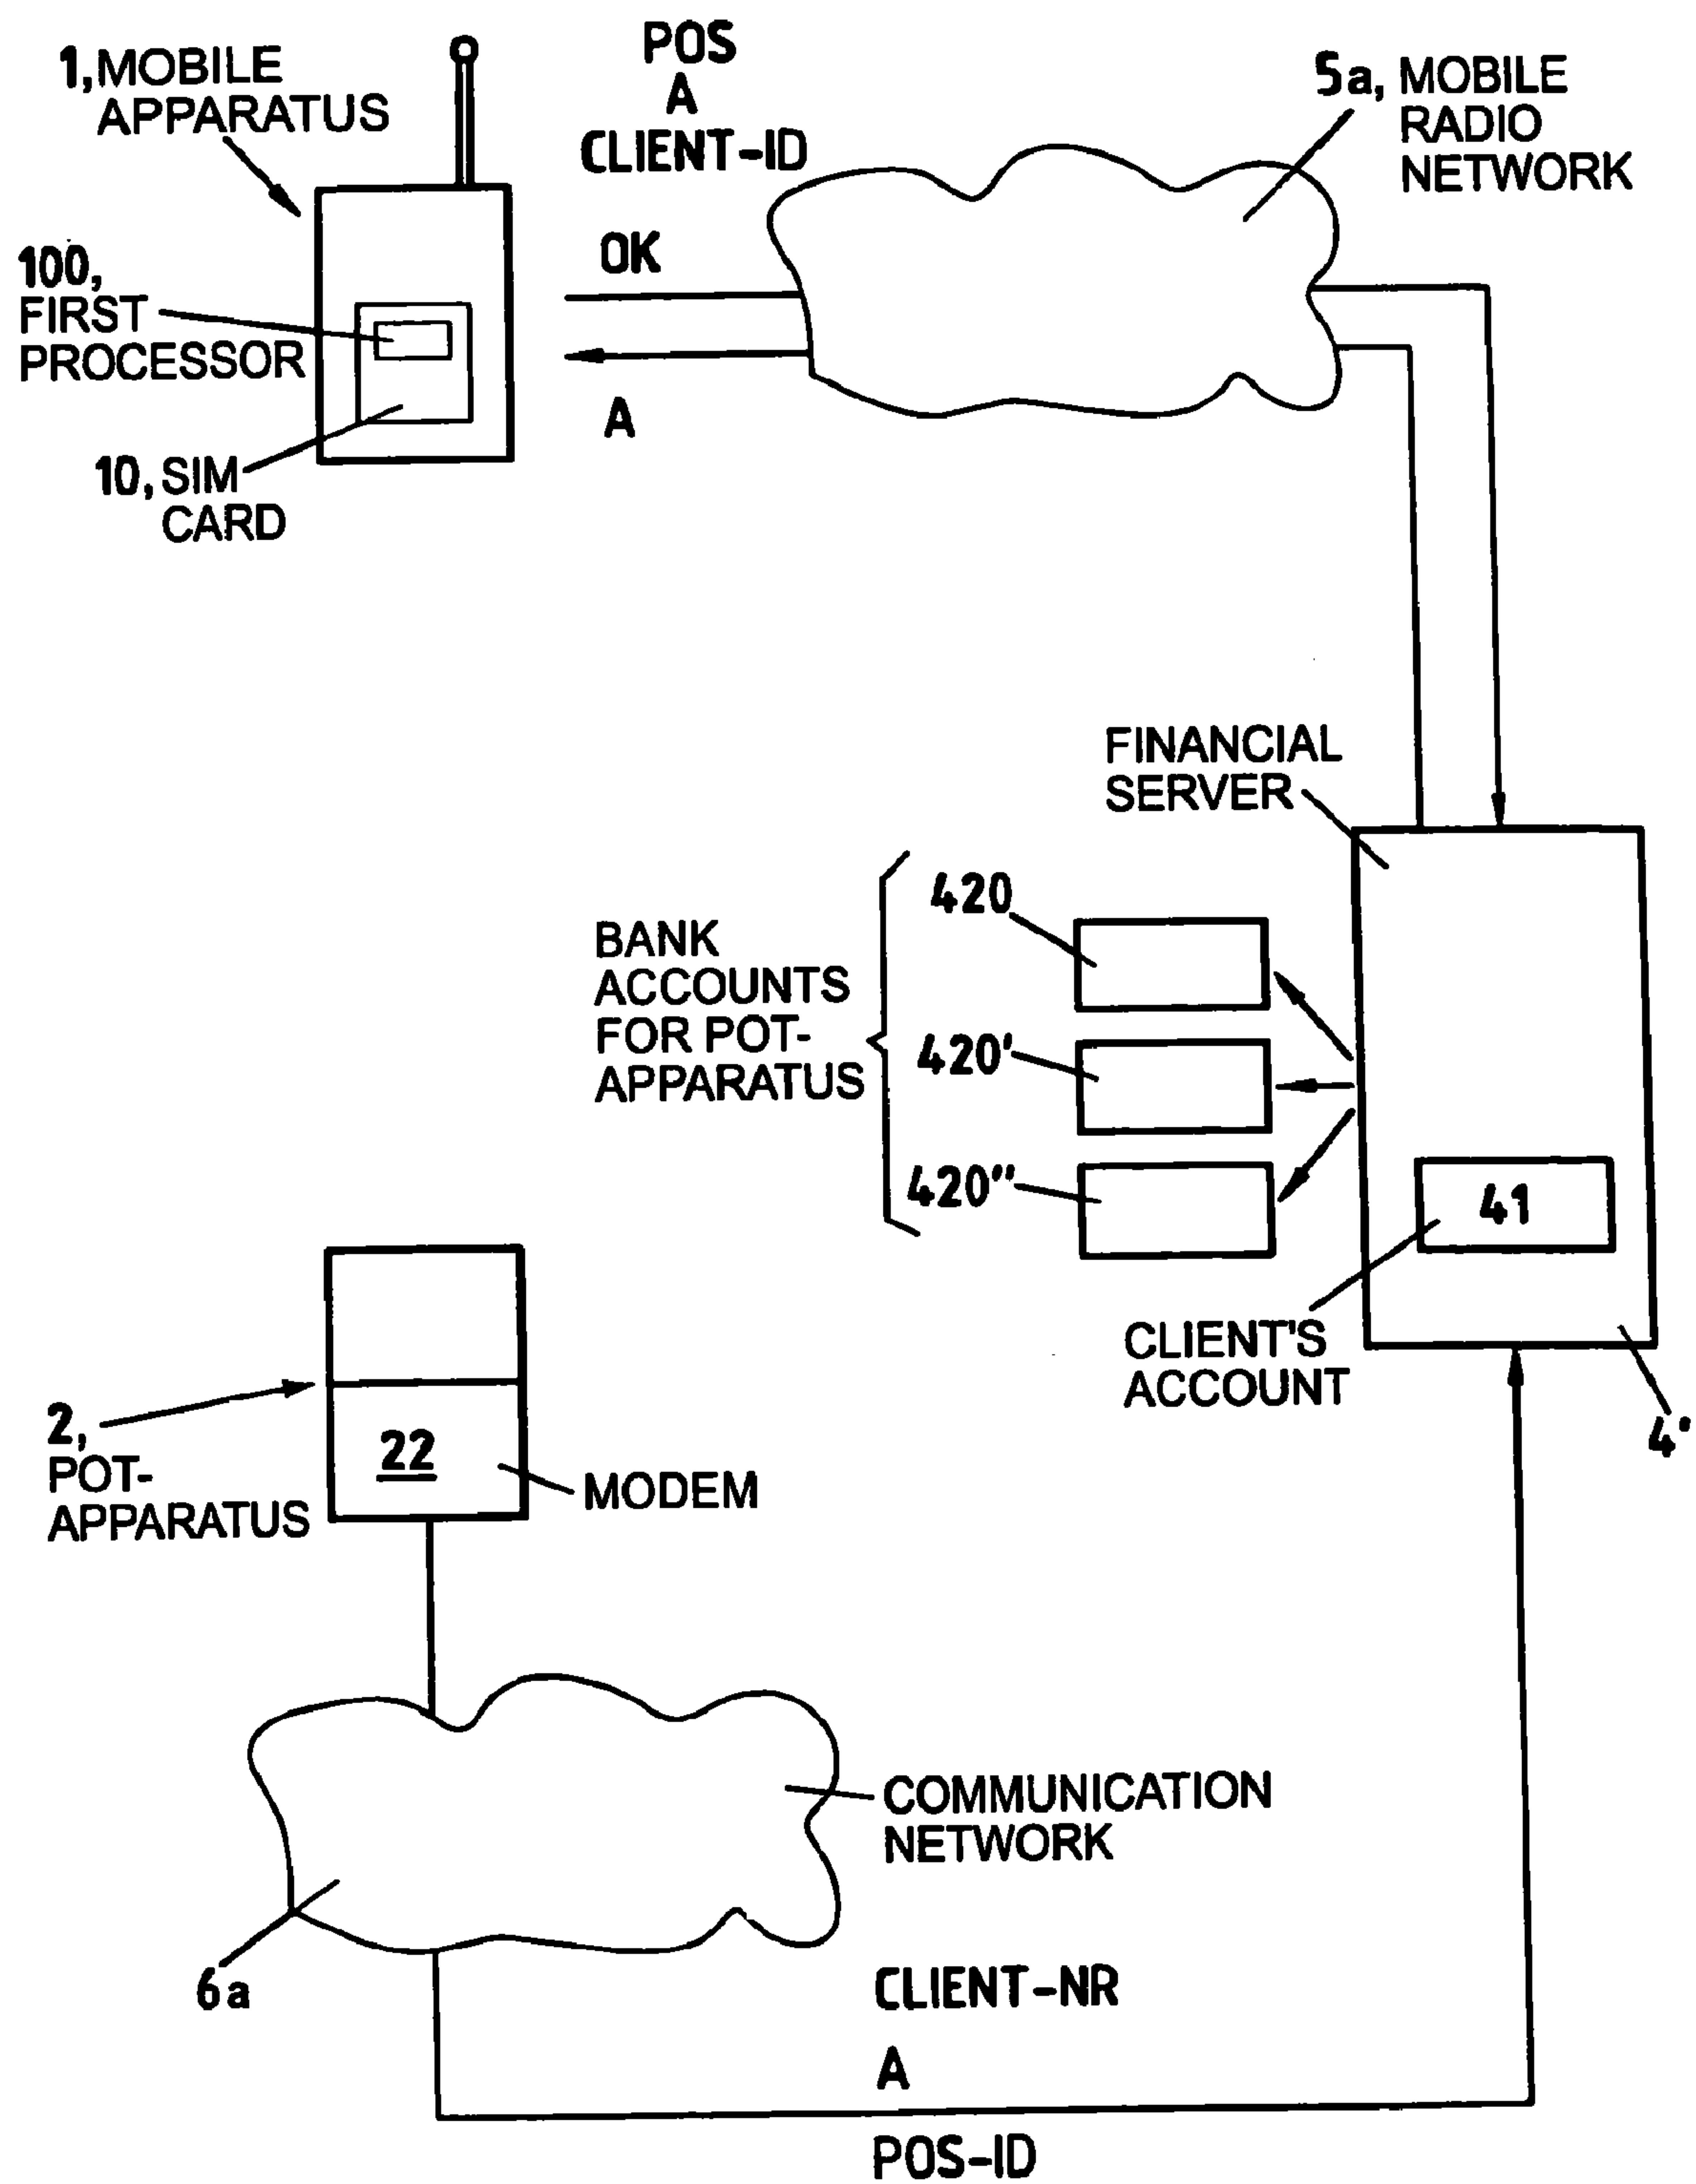 1, MOBILE
APPARATUS
POS
A
CLIENT-ID
5a, MOBILE
RADIO
NETWORK
100,
FIRST
PROCESSOR
OK
A
10, SIM
CARD
FINANCIAL
SERVER
BANK
ACCOUNTS
FOR POT-
APPARATUS
420
420'
420"
41
CLIENT'S
ACCOUNT
4'
2,
POT-
APPARATUS
22
MODEM
COMMUNICATION
NETWORK
6a
CLIENT-NR
A
POS-ID